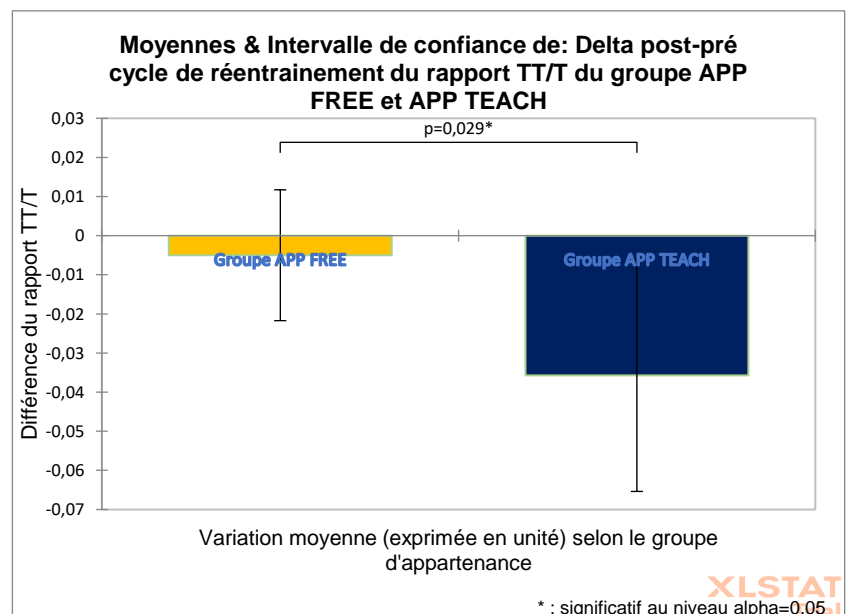 Moyennes & Intervalle de confiance de: Delta post-pré
cycle de réentrainement du rapport TT/T du groupe APP
FREE et APP TEACH
p=0,029*
Différence du rapport TT/T
0,03
0,02
0,01
0
-0,01
-0,02
-0,03
-0,04
-0,05
-0,06
-0,07
Groupe APP FREE
Groupe APP TEACH
Variation moyenne (exprimée en unité) selon le groupe
d'appartenance
XLSTAT
* : significatif au niveau alpha=0,05